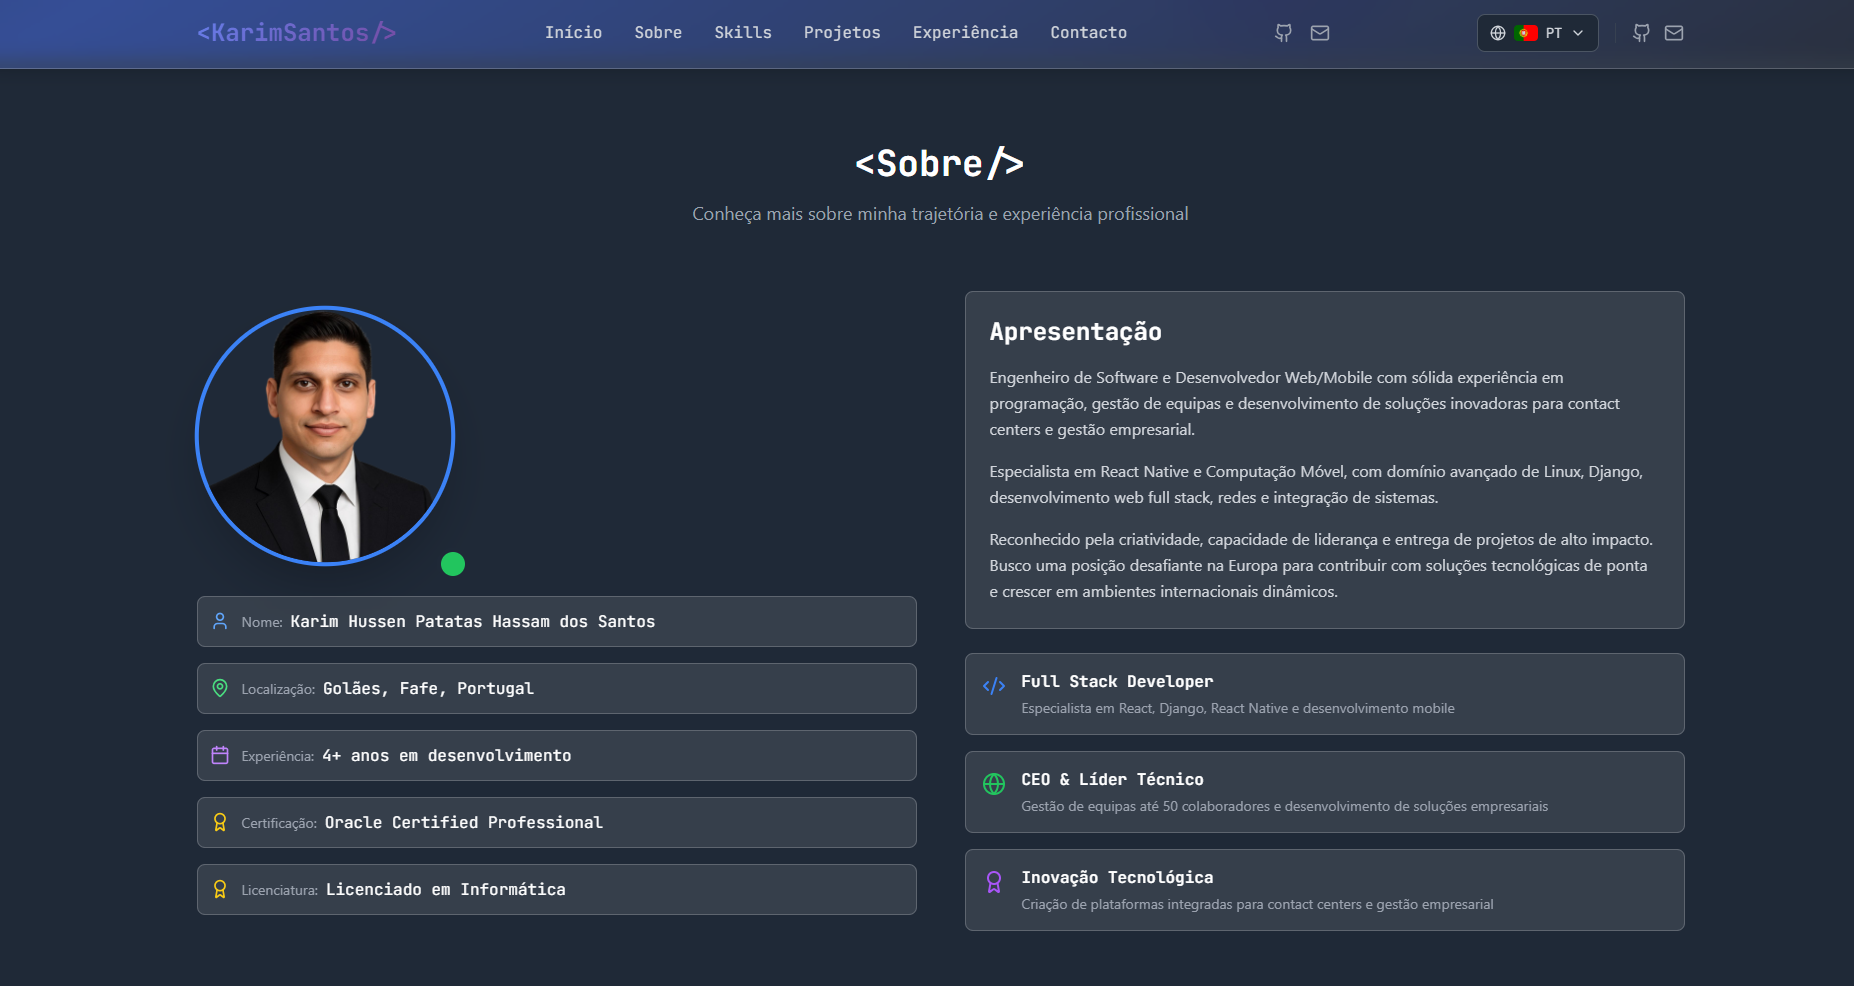 <KarimSantos/>
Início
Sobre
Skills
Projetos
Experiência
Contacto
PT
<Sobre/>
Conheça mais sobre minha trajetória e experiência profissional
Nome: Karim Hussen Patatas Hassam dos Santos
Localização: Golães, Fafe, Portugal
Experiência: 4+ anos em desenvolvimento
Certificação: Oracle Certified Professional
Licenciatura: Licenciado em Informática
Apresentação
Engenheiro de Software e Desenvolvedor Web/Mobile com sólida experiência em
programação, gestão de equipas e desenvolvimento de soluções inovadoras para contact
centers e gestão empresarial.
Especialista em React Native e Computação Móvel, com domínio avançado de Linux, Django,
desenvolvimento web full stack, redes e integração de sistemas.
Reconhecido pela criatividade, capacidade de liderança e entrega de projetos de alto impacto.
Busco uma posição desafiante na Europa para contribuir com soluções tecnológicas de ponta
e crescer em ambientes internacionais dinâmicos.
Full Stack Developer
Especialista em React, Django, React Native e desenvolvimento mobile
CEO & Líder Técnico
Gestão de equipas até 50 colaboradores e desenvolvimento de soluções empresariais
Inovação Tecnológica
Criação de plataformas integradas para contact centers e gestão empresarial